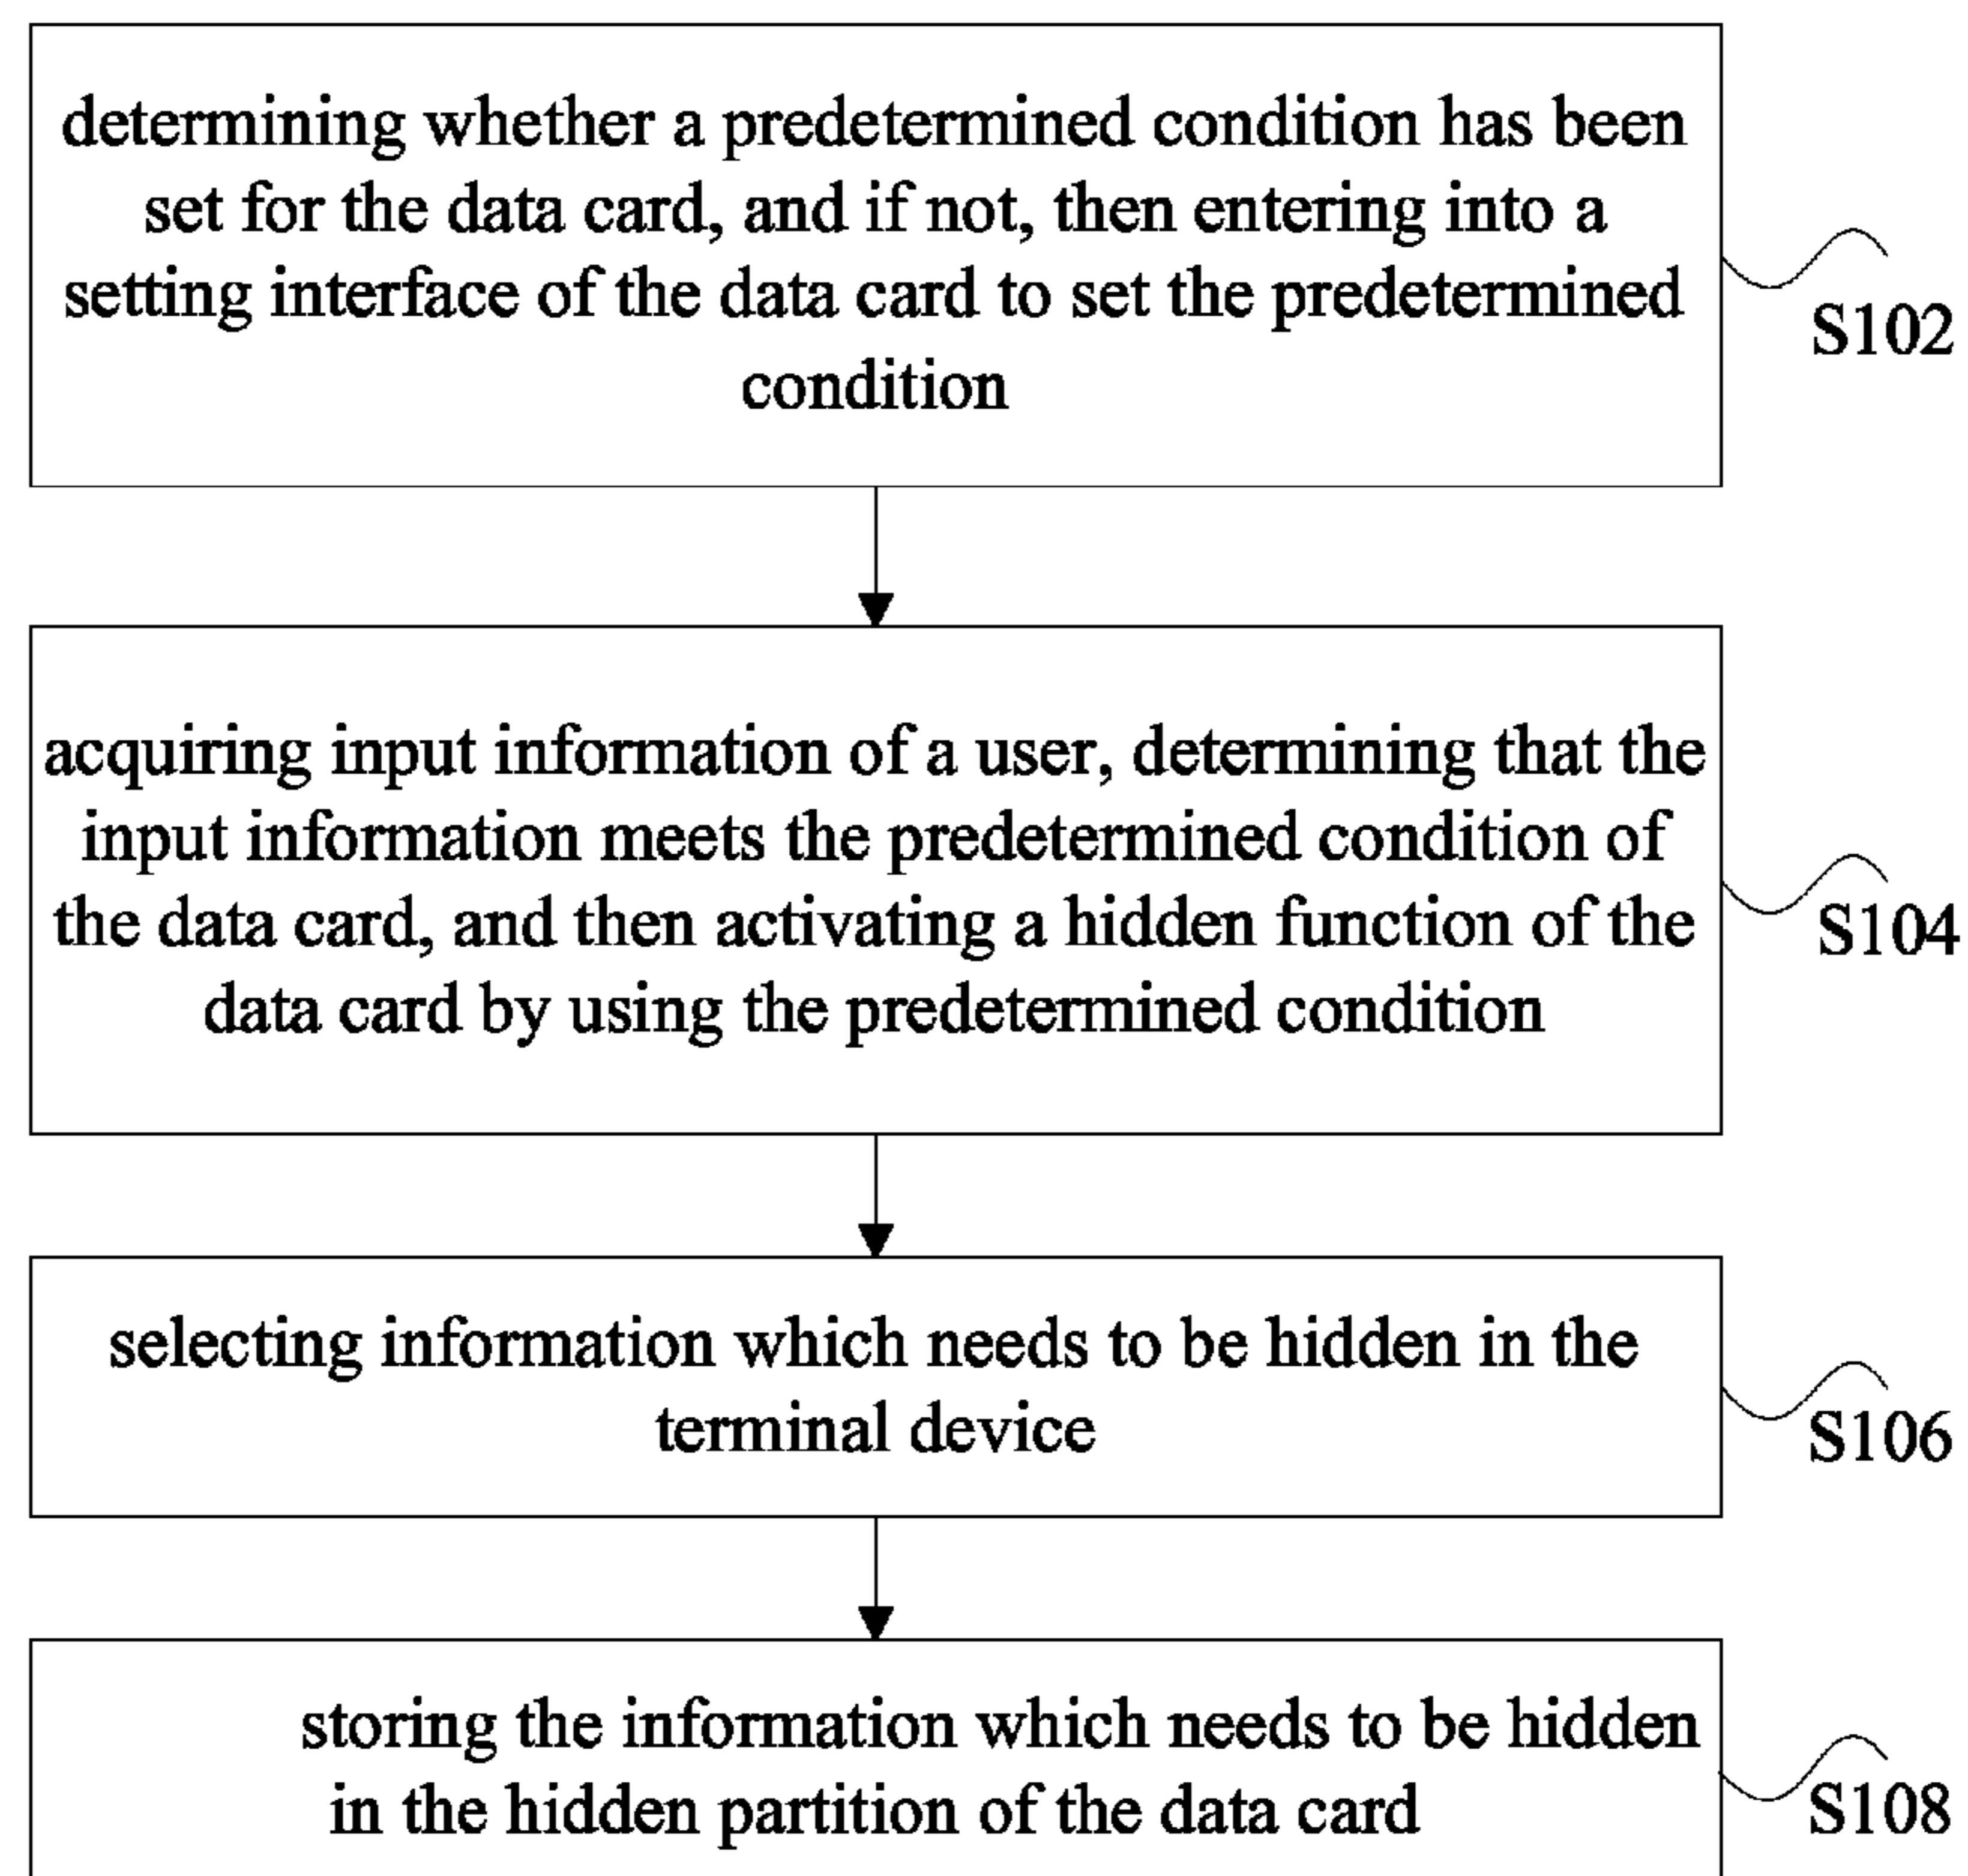 determining whether a predetermined condition has been
set for the data card, and if not, then entering into a
setting interface of the data card to set the predetermined
condition
S102
acquiring input information of a user, determining that the
input information meets the predetermined condition of
the data card, and then activating a hidden function of the
data card by using the predetermined condition
S104
selecting information which needs to be hidden in the
terminal device
S106
storing the information which needs to be hidden
in the hidden partition of the data card
S108